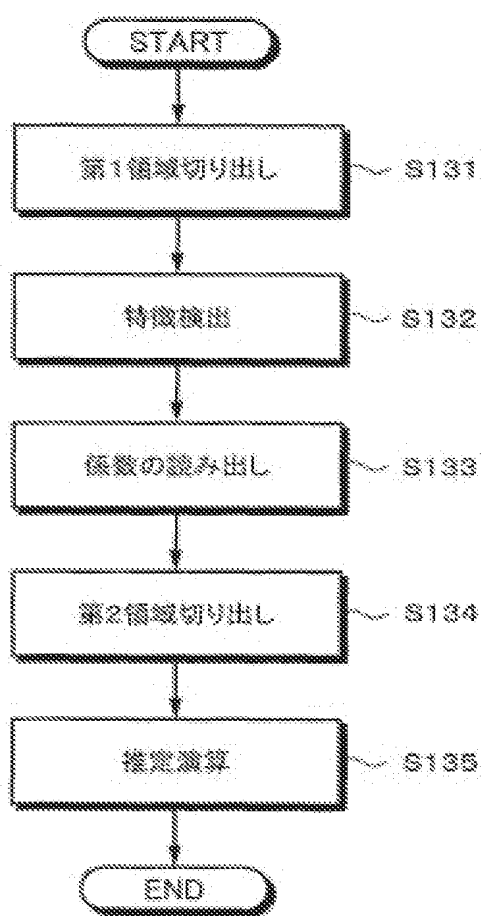 START
第1領域切り出し
S131
特徴検出
S132
係数の読み出し
S133
第2領域切り出し
S134
推定演算
S135
END